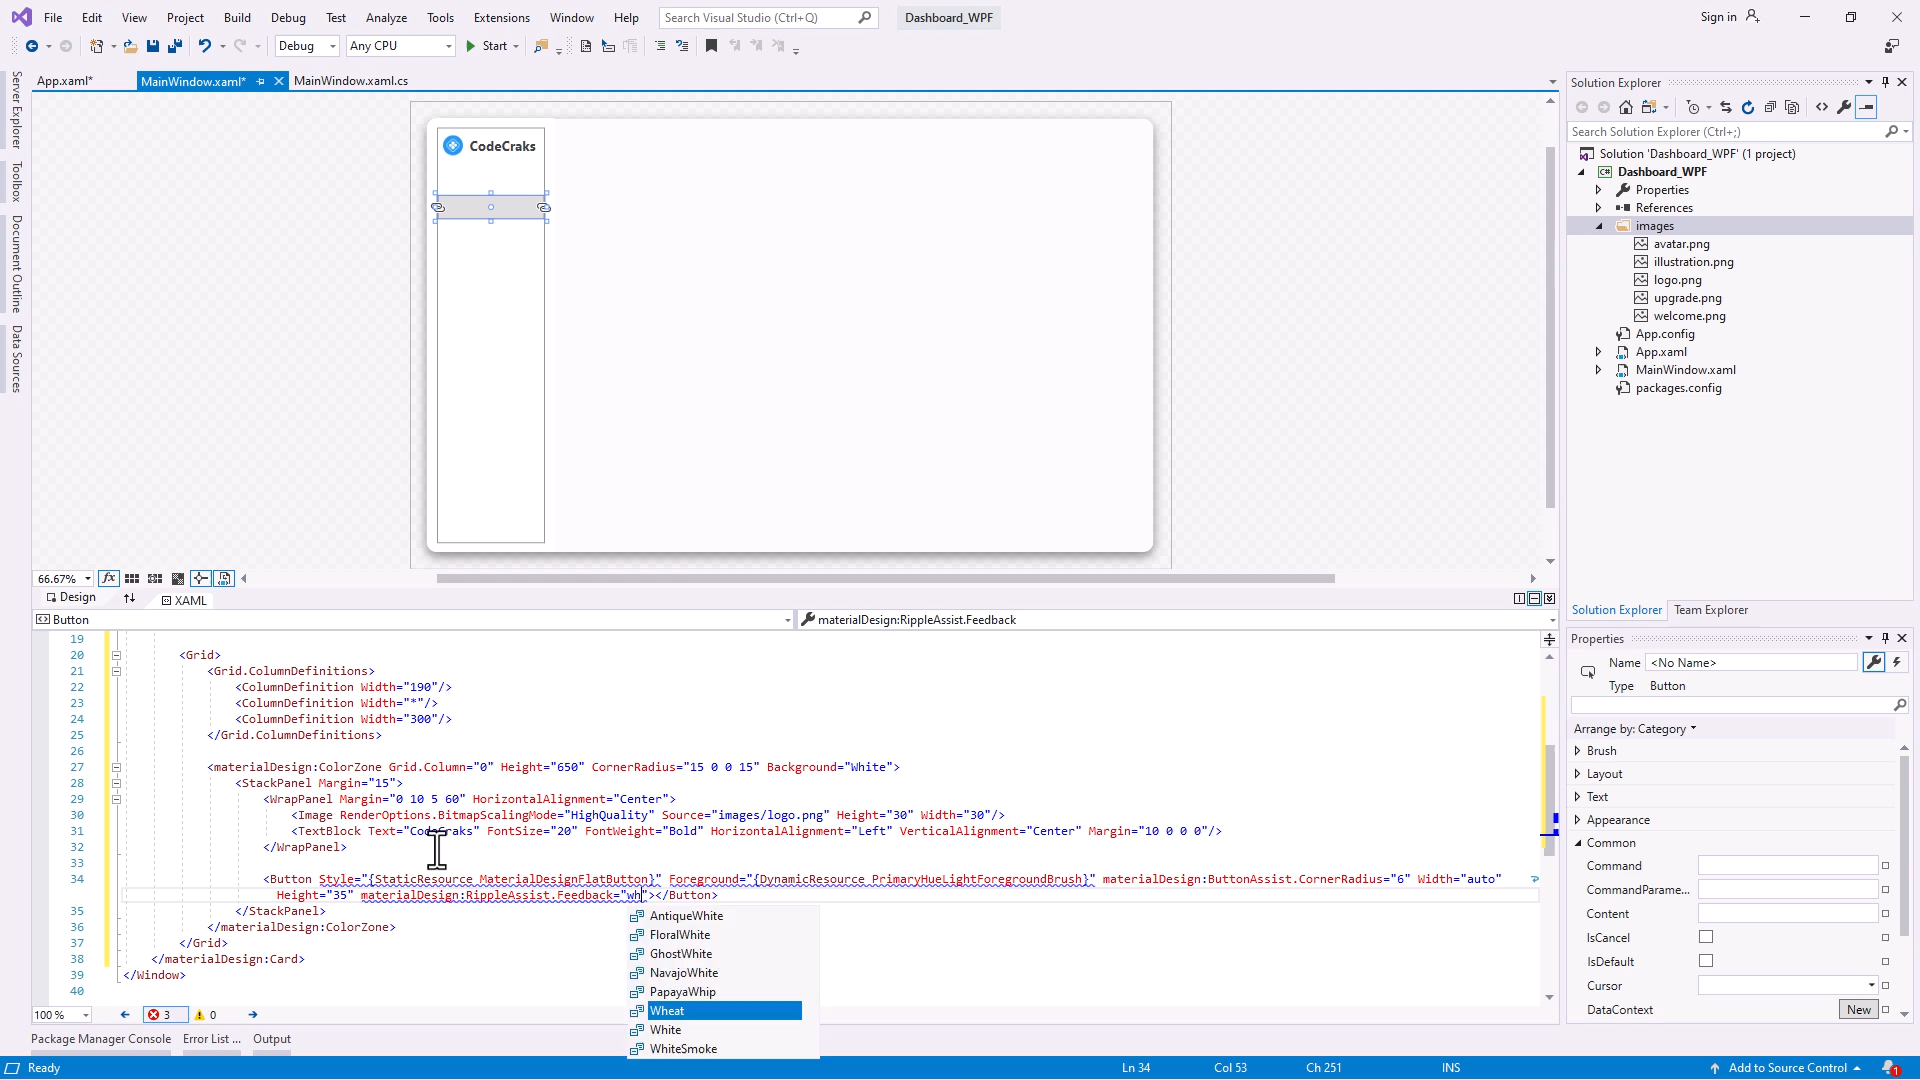 File Edit View Project Build Debug Test Analyze Tools Extensions Window Help Search Visual Studio (Ctrl+Q) Dashboard_WPF Sign in
Debug Any CPU Start
App.xaml* MainWindow.xaml* MainWindow.xaml.cs
Server Explorer
Toolbox
Document Outline
Data Sources
CodeCraks
66.67% fx
Design XAML
Button materialDesign:RippleAssist.Feedback
19
20 <Grid>
21 <Grid.ColumnDefinitions>
22 <ColumnDefinition Width="190"/>
23 <ColumnDefinition Width="*"/>
24 <ColumnDefinition Width="300"/>
25 </Grid.ColumnDefinitions>
26
27 <materialDesign:ColorZone Grid.Column="0" Height="650" CornerRadius="15 0 0 15" Background="White">
28 <StackPanel Margin="15">
29 <WrapPanel Margin="0 10 5 60" HorizontalAlignment="Center">
30 <Image RenderOptions.BitmapScalingMode="HighQuality" Source="images/logo.png" Height="30" Width="30"/>
31 <TextBlock Text="CodeCraks" FontSize="20" FontWeight="Bold" HorizontalAlignment="Left" VerticalAlignment="Center" Margin="10 0 0 0"/>
32 </WrapPanel>
33
34 <Button Style="{StaticResource MaterialDesignFlatButton}" Foreground="{DynamicResource PrimaryHueLightForegroundBrush}" materialDesign:ButtonAssist.CornerRadius="6" Width="auto"
Height="35" materialDesign:RippleAssist.Feedback="wh"></Button>
35 </StackPanel>
36 </materialDesign:ColorZone>
37 </Grid>
38 </materialDesign:Card>
39 </Window>
40
AntiqueWhite
FloralWhite
GhostWhite
NavajoWhite
PapayaWhip
Wheat
White
WhiteSmoke
100% 3 0
Package Manager Console Error List ... Output
Ready Ln 34 Col 53 Ch 251 INS Add to Source Control 1
Solution Explorer
Search Solution Explorer (Ctrl+;)
Solution 'Dashboard_WPF' (1 project)
C# Dashboard_WPF
Properties
References
images
avatar.png
illustration.png
logo.png
upgrade.png
welcome.png
App.config
App.xaml
MainWindow.xaml
packages.config
Solution Explorer Team Explorer
Properties
Name <No Name>
Type Button
Arrange by: Category
Brush
Layout
Text
Appearance
Common
Command
CommandParame...
Content
IsCancel
IsDefault
Cursor
DataContext New